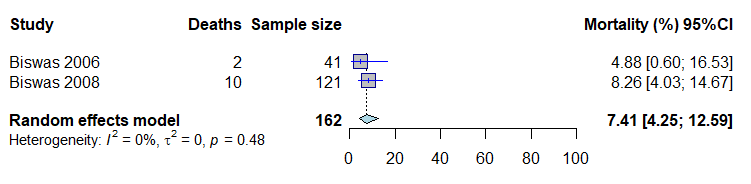 Study Deaths Sample size Mortality (%) 95%CI
Biswas 2006 2 41 4.88 [0.60; 16.53]
Biswas 2008 10 121 8.26 [4.03; 14.67]
Random effects model 162 7.41 [4.25; 12.59]
Heterogeneity: I² = 0%, τ² = 0, p = 0.48
0 20 40 60 80 100